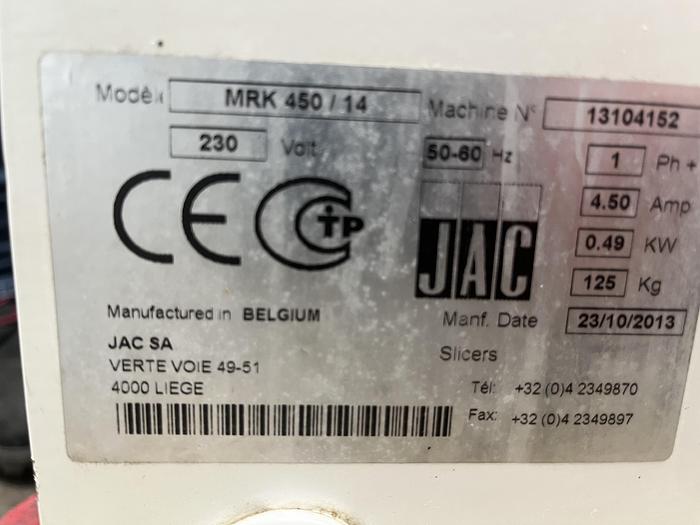 Modèl MRK 450 / 14 Machine N° 13104152
230 Volt 50-60 Hz 1 Ph +
4.50 Amp
CE CTP JAC 0.49 KW
125 Kg
Manufactured in BELGIUM Manf. Date 23/10/2013
JAC SA
VERTE VOIE 49-51 Slicers
4000 LIEGE Tél: +32 (0)4 2349870
Fax: +32 (0)4 2349897